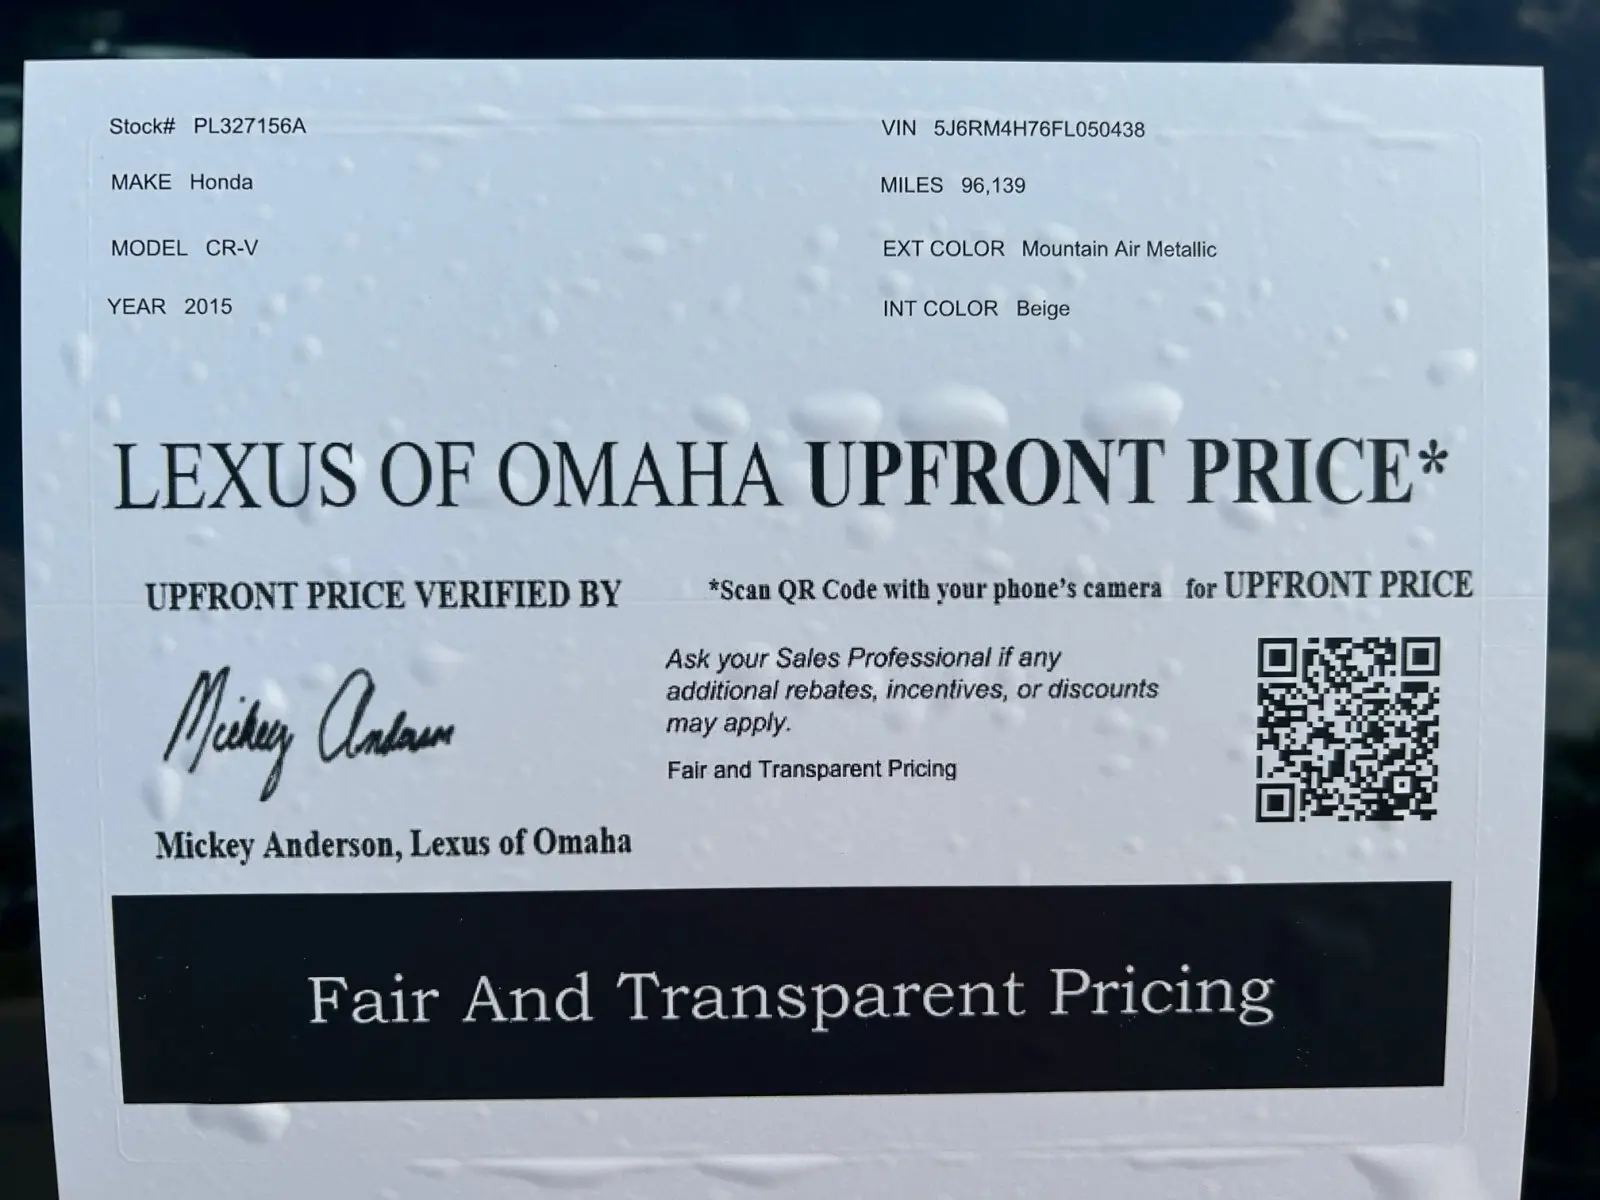 Stock# PL327156A
VIN 5J6RM4H76FL050438
MAKE Honda
MILES 96,139
MODEL CR-V
EXT COLOR Mountain Air Metallic
YEAR 2015
INT COLOR Beige
LEXUS OF OMAHA UPFRONT PRICE*
UPFRONT PRICE VERIFIED BY
*Scan QR Code with your phone's camera for UPFRONT PRICE
Mickey Anderson
Ask your Sales Professional if any
additional rebates, incentives, or discounts
may apply.
Fair and Transparent Pricing
Mickey Anderson, Lexus of Omaha
Fair And Transparent Pricing